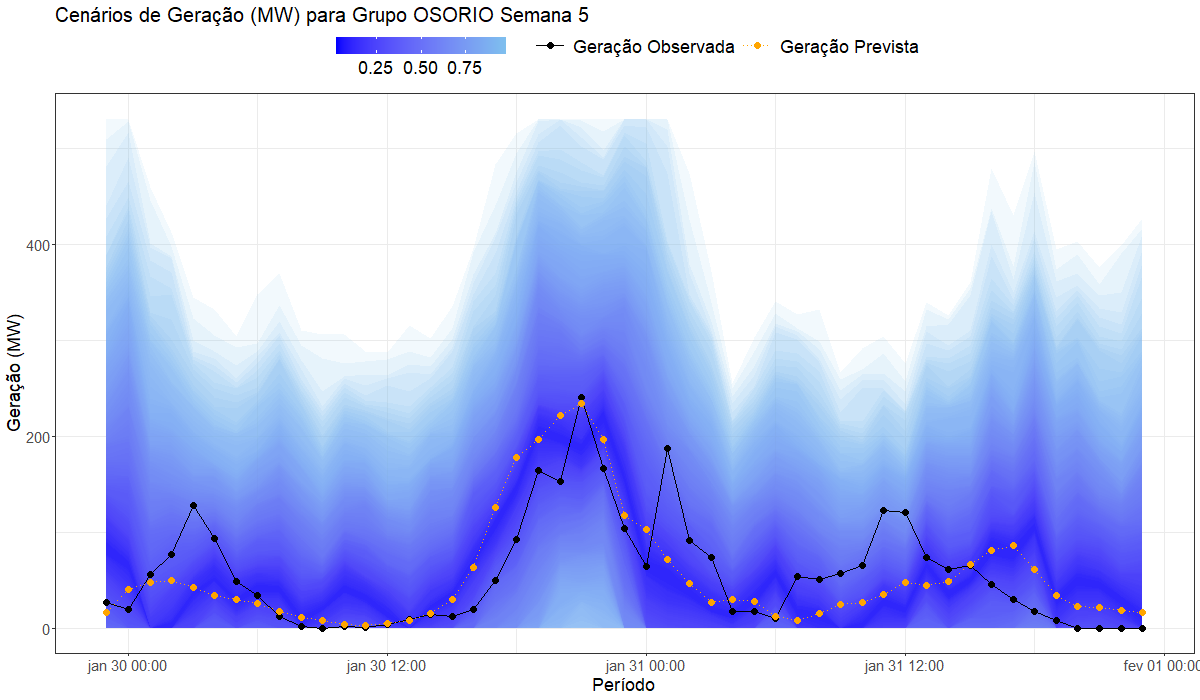 Cenários de Geração (MW) para Grupo OSORIO Semana 5
0.25 0.50 0.75
Geração Observada
Geração Prevista
Geração (MW)
400
200
0
jan 30 00:00
jan 30 12:00
jan 31 00:00
jan 31 12:00
fev 01 00:00
Período